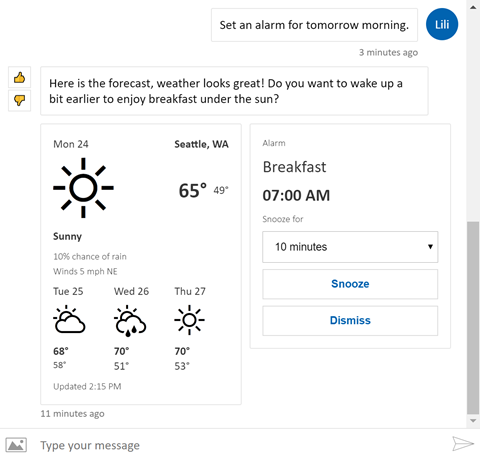 Set an alarm for tomorrow morning.
Lili
3 minutes ago
Here is the forecast, weather looks great! Do you want to wake up a
bit earlier to enjoy breakfast under the sun?
Mon 24 Seattle, WA
65° 49°
Sunny
10% chance of rain
Winds 5 mph NE
Tue 25 Wed 26 Thu 27
68° 70° 70°
58° 51° 53°
Updated 2:15 PM
Alarm
Breakfast
07:00 AM
Snooze for
10 minutes
Snooze
Dismiss
11 minutes ago
Type your message